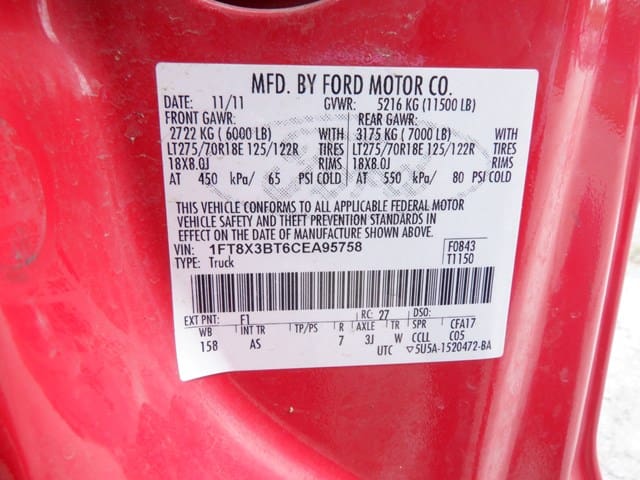 MFD. BY FORD MOTOR CO.
DATE: 11/11 GVWR: 5216 KG (11500 LB)
FRONT GAWR: REAR GAWR:
2722 KG ( 6000 LB) WITH 3175 KG ( 7000 LB) WITH
LT275/70R18E 125/122R TIRES LT275/70R18E 125/122R TIRES
18X8.0J RIMS 18X8.0J RIMS
AT 450 kPa/ 65 PSI COLD AT 550 kPa/ 80 PSI COLD
THIS VEHICLE CONFORMS TO ALL APPLICABLE FEDERAL MOTOR
VEHICLE SAFETY AND THEFT PREVENTION STANDARDS IN
EFFECT ON THE DATE OF MANUFACTURE SHOWN ABOVE.
VIN: 1FT8X3BT6CEA95758 F0843
TYPE: Truck T1150
EXT PNT: F1 RC: 27 DSO:
WB INT TR TP/PS R AXLE TR SPR CFA17
158 AS 7 3J W CCLL C05
UTC ▽5U5A-1520472-BA
Ford